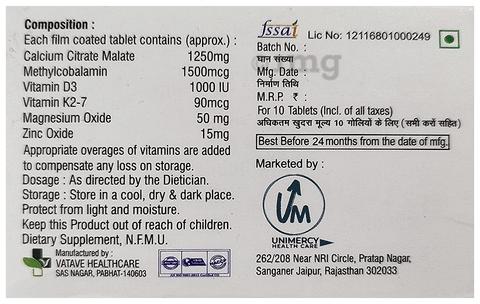 Composition :
Each film coated tablet contains (approx.) :
Calcium Citrate Malate 1250mg
Methylcobalamin 1500mcg
Vitamin D3 1000 IU
Vitamin K2-7 90mcg
Magnesium Oxide 50 mg
Zinc Oxide 15mg
Appropriate overages of vitamins are added
to compensate any loss on storage.
Dosage : As directed by the Dietician.
Storage : Store in a cool, dry & dark place.
Protect from light and moisture.
Keep this Product out of reach of children.
Dietary Supplement, N.F.M.U.
Manufactured by :
VATAVE HEALTHCARE
SAS NAGAR, PABHAT-140603
fssai Lic No: 12116801000249
Batch No. :
घान संख्या
Mfg. Date :
निर्माण तिथि
M.R.P. ₹ :
For 10 Tablets (Incl. of all taxes)
अधिकतम खुदरा मूल्य 10 गोलियों के लिए (सभी करों सहित)
Best Before 24 months from the date of mfg.
Marketed by :
UM
UNIMERCY
HEALTH CARE
262/208 Near NRI Circle, Pratap Nagar,
Sanganer Jaipur, Rajasthan 302033